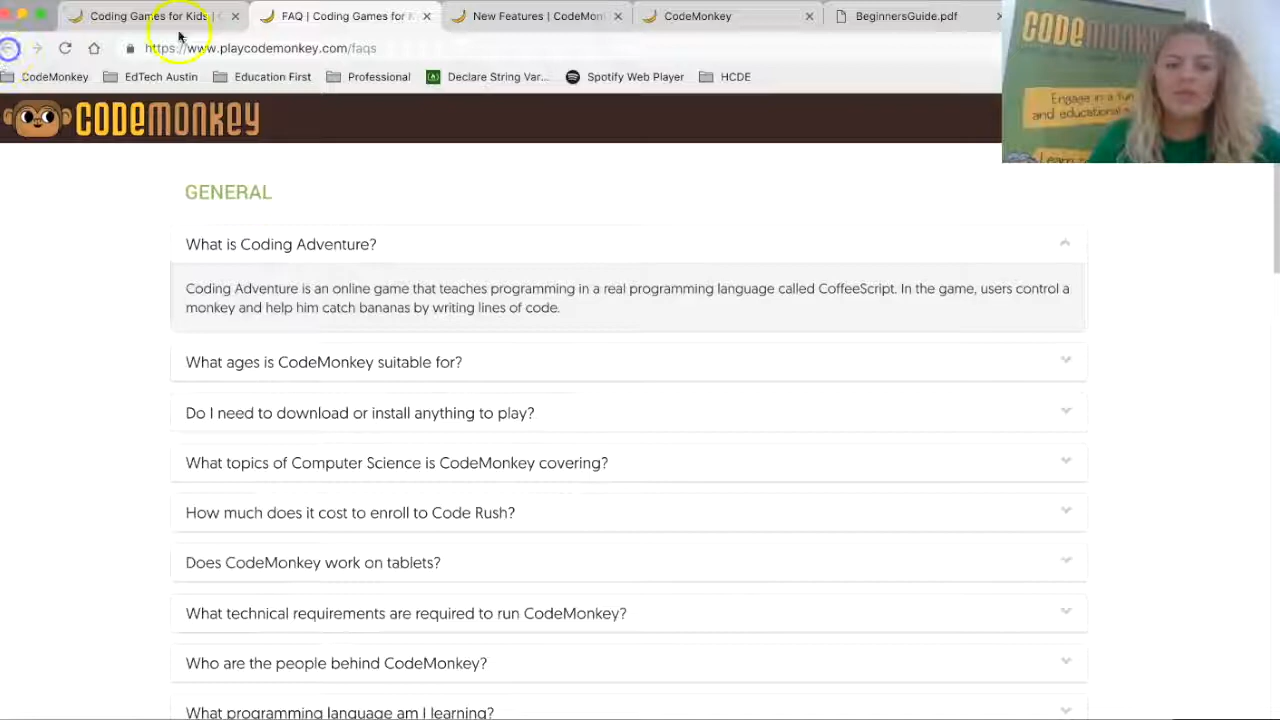 Coding Games for Kids |
FAQ | Coding Games for K
New Features | CodeMon
CodeMonkey
BeginnersGuide.pdf
https://www.playcodemonkey.com/faqs
CodeMonkey
EdTech Austin
Education First
Professional
Declare String Var...
Spotify Web Player
HCDE
CODEMONKEY
CODEmonk
Engage in a fun
and educational
GENERAL
What is Coding Adventure?
Coding Adventure is an online game that teaches programming in a real programming language called CoffeeScript. In the game, users control a
monkey and help him catch bananas by writing lines of code.
What ages is CodeMonkey suitable for?
Do I need to download or install anything to play?
What topics of Computer Science is CodeMonkey covering?
How much does it cost to enroll to Code Rush?
Does CodeMonkey work on tablets?
What technical requirements are required to run CodeMonkey?
Who are the people behind CodeMonkey?
What programming language am I learning?